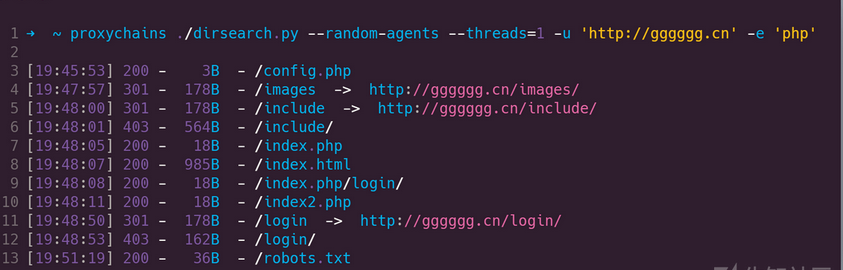 1 → ~ proxychains ./dirsearch.py --random-agents --threads=1 -u 'http://gggggg.cn' -e 'php'
2
3 [19:45:53] 200 - 3B - /config.php
4 [19:47:57] 301 - 178B - /images -> http://gggggg.cn/images/
5 [19:48:00] 301 - 178B - /include -> http://gggggg.cn/include/
6 [19:48:01] 403 - 564B - /include/
7 [19:48:05] 200 - 18B - /index.php
8 [19:48:07] 200 - 985B - /index.html
9 [19:48:08] 200 - 18B - /index.php/login/
10 [19:48:11] 200 - 18B - /index2.php
11 [19:48:50] 301 - 178B - /login -> http://gggggg.cn/login/
12 [19:48:53] 403 - 162B - /login/
13 [19:51:19] 200 - 36B - /robots.txt